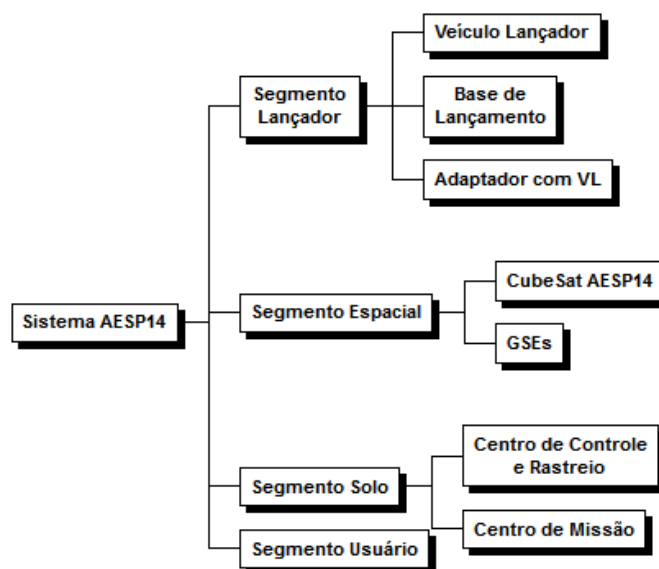 Sistema AESP14
Segmento
Lançador
Veículo Lançador
Base de
Lançamento
Adaptador com VL
Segmento Espacial
CubeSat AESP14
GSEs
Segmento Solo
Centro de Controle
e Rastreio
Centro de Missão
Segmento Usuário